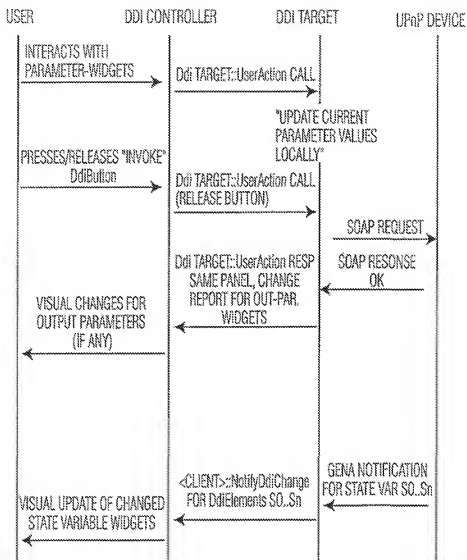 USER
DDI CONTROLLER
DDI TARGET
UPnP DEVICE
INTERACTS WITH
PARAMETER-WIDGETS
Ddi TARGET::UserAction CALL
"UPDATE CURRENT
PARAMETER VALUES
LOCALLY"
PRESSES/RELEASES "INVOKE"
DdiButton
Ddi TARGET::UserAction CALL
(RELEASE BUTTON)
SOAP REQUEST
SOAP RESONSE
OK
Ddi TARGET::UserAction RESP
SAME PANEL, CHANGE
REPORT FOR OUT-PAR.
WIDGETS
VISUAL CHANGES FOR
OUTPUT PARAMETERS
(IF ANY)
GENA NOTIFICATION
FOR STATE VAR SO..Sn
<CLIENT>::NotifyDdiChange
FOR DdiElements SO..Sn
VISUAL UPDATE OF CHANGED
STATE VARIABLE WIDGETS